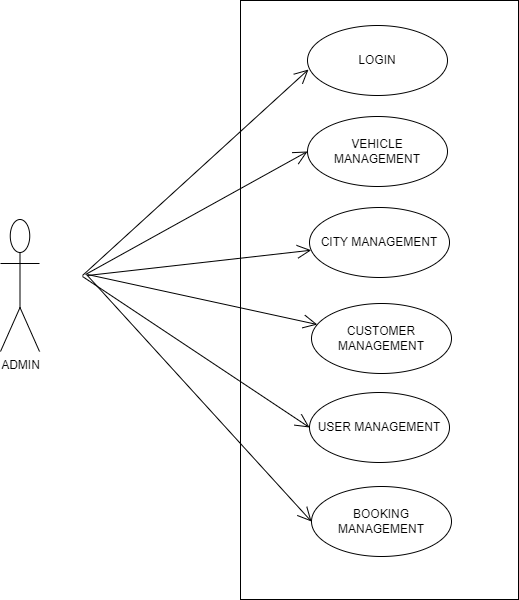 LOGIN
VEHICLE
MANAGEMENT
CITY MANAGEMENT
CUSTOMER
MANAGEMENT
ADMIN
USER MANAGEMENT
BOOKING
MANAGEMENT